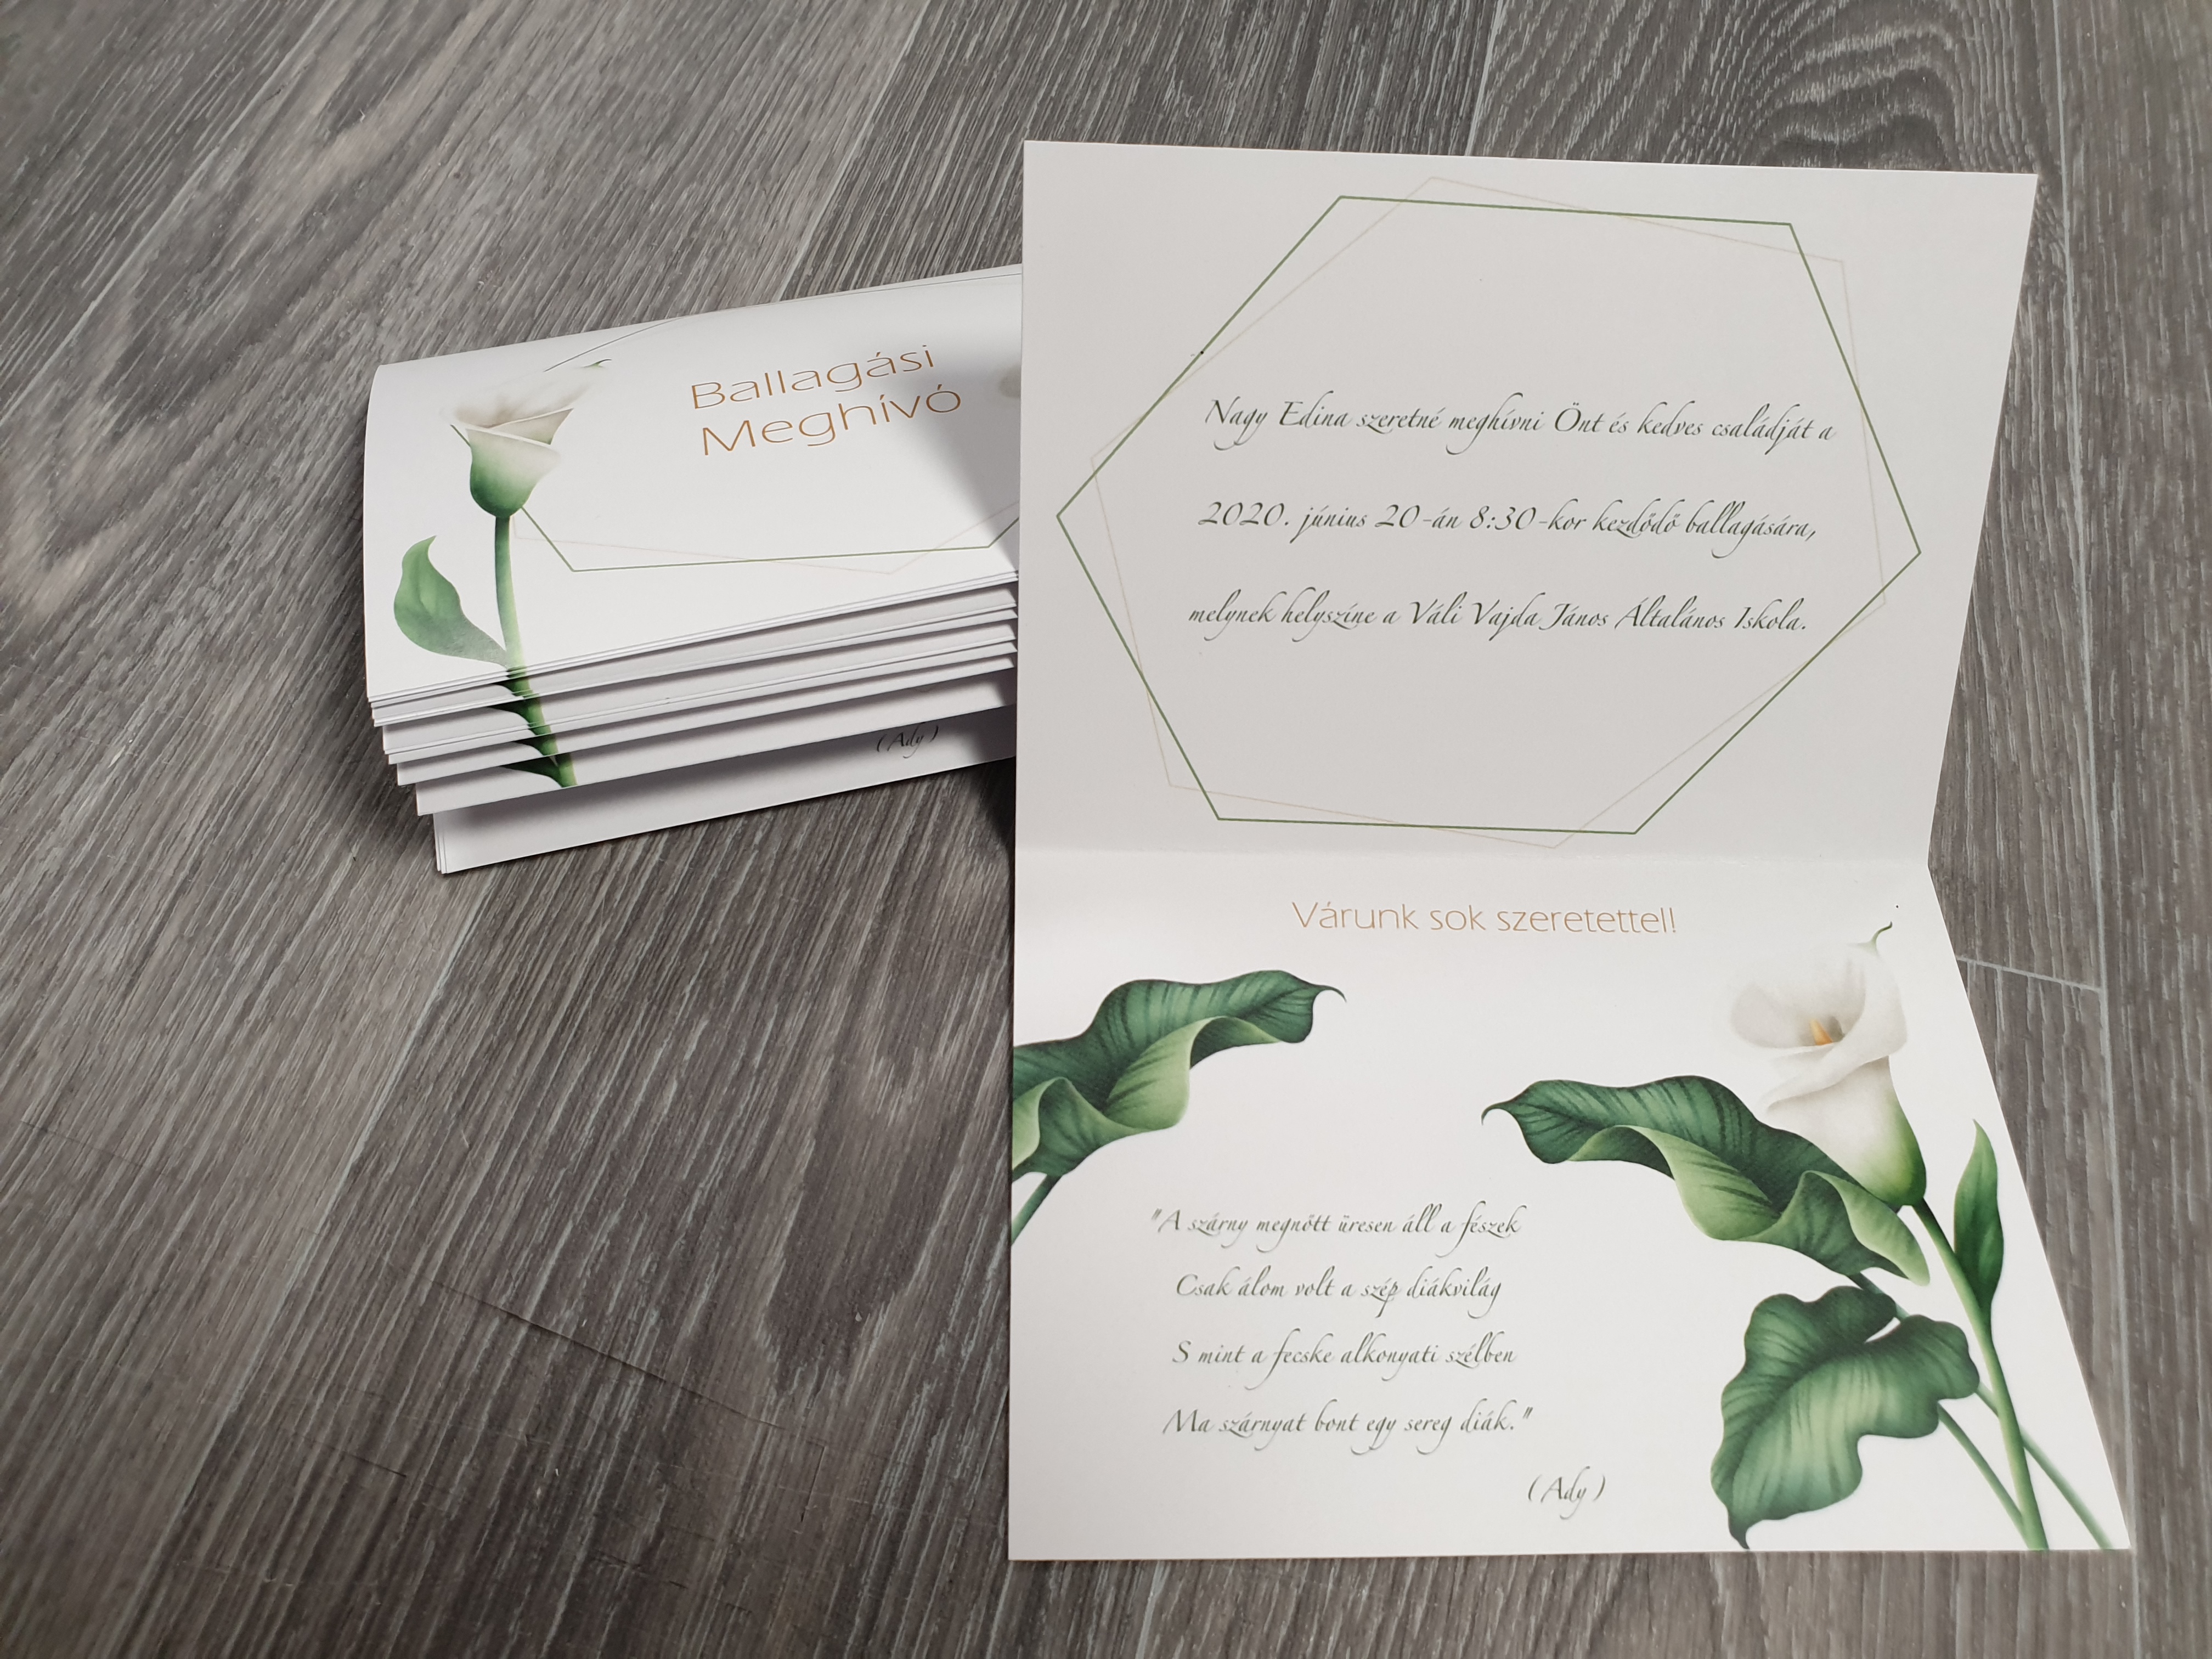 Ballagási
Meghívó
(Ady)
Nagy Edina szeretné meghívni Önt és kedves családját a
2020. június 20-án 8:30-kor kezdődő ballagására,
melynek helyszíne a Váli Vajda János Általános Iskola.
Várunk sok szeretettel!
"A szárny megnőtt üresen áll a fészek
Csak álom volt a szép diákvilág
S mint a fecske alkonyati szélben
Ma szárnyat bont egy sereg diák."
(Ady)